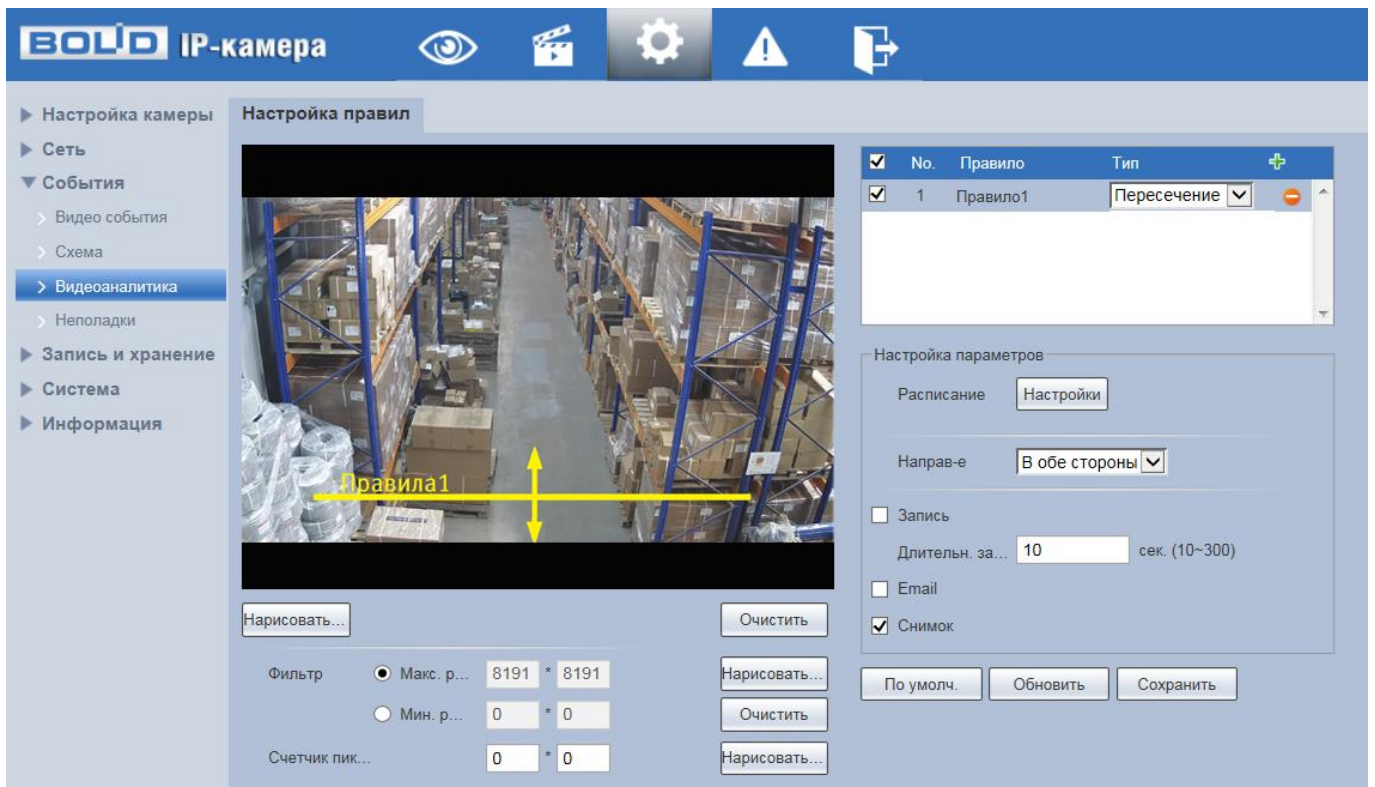 BOLID IP-камера
Настройка камеры
Сеть
События
Видео события
Схема
Видеоаналитика
Неполадки
Запись и хранение
Система
Информация
Настройка правил
Правила1
Нарисовать...
Очистить
Фильтр Макс. р... 8191 * 8191 Нарисовать...
Мин. р... 0 * 0 Очистить
Счетчик пик... 0 * 0 Нарисовать...
No. Правило Тип
1 Правило1 Пересечение
Настройка параметров
Расписание Настройки
Направ-е В обе стороны
Запись
Длительн. за... 10 сек. (10~300)
Email
Снимок
По умолч. Обновить Сохранить